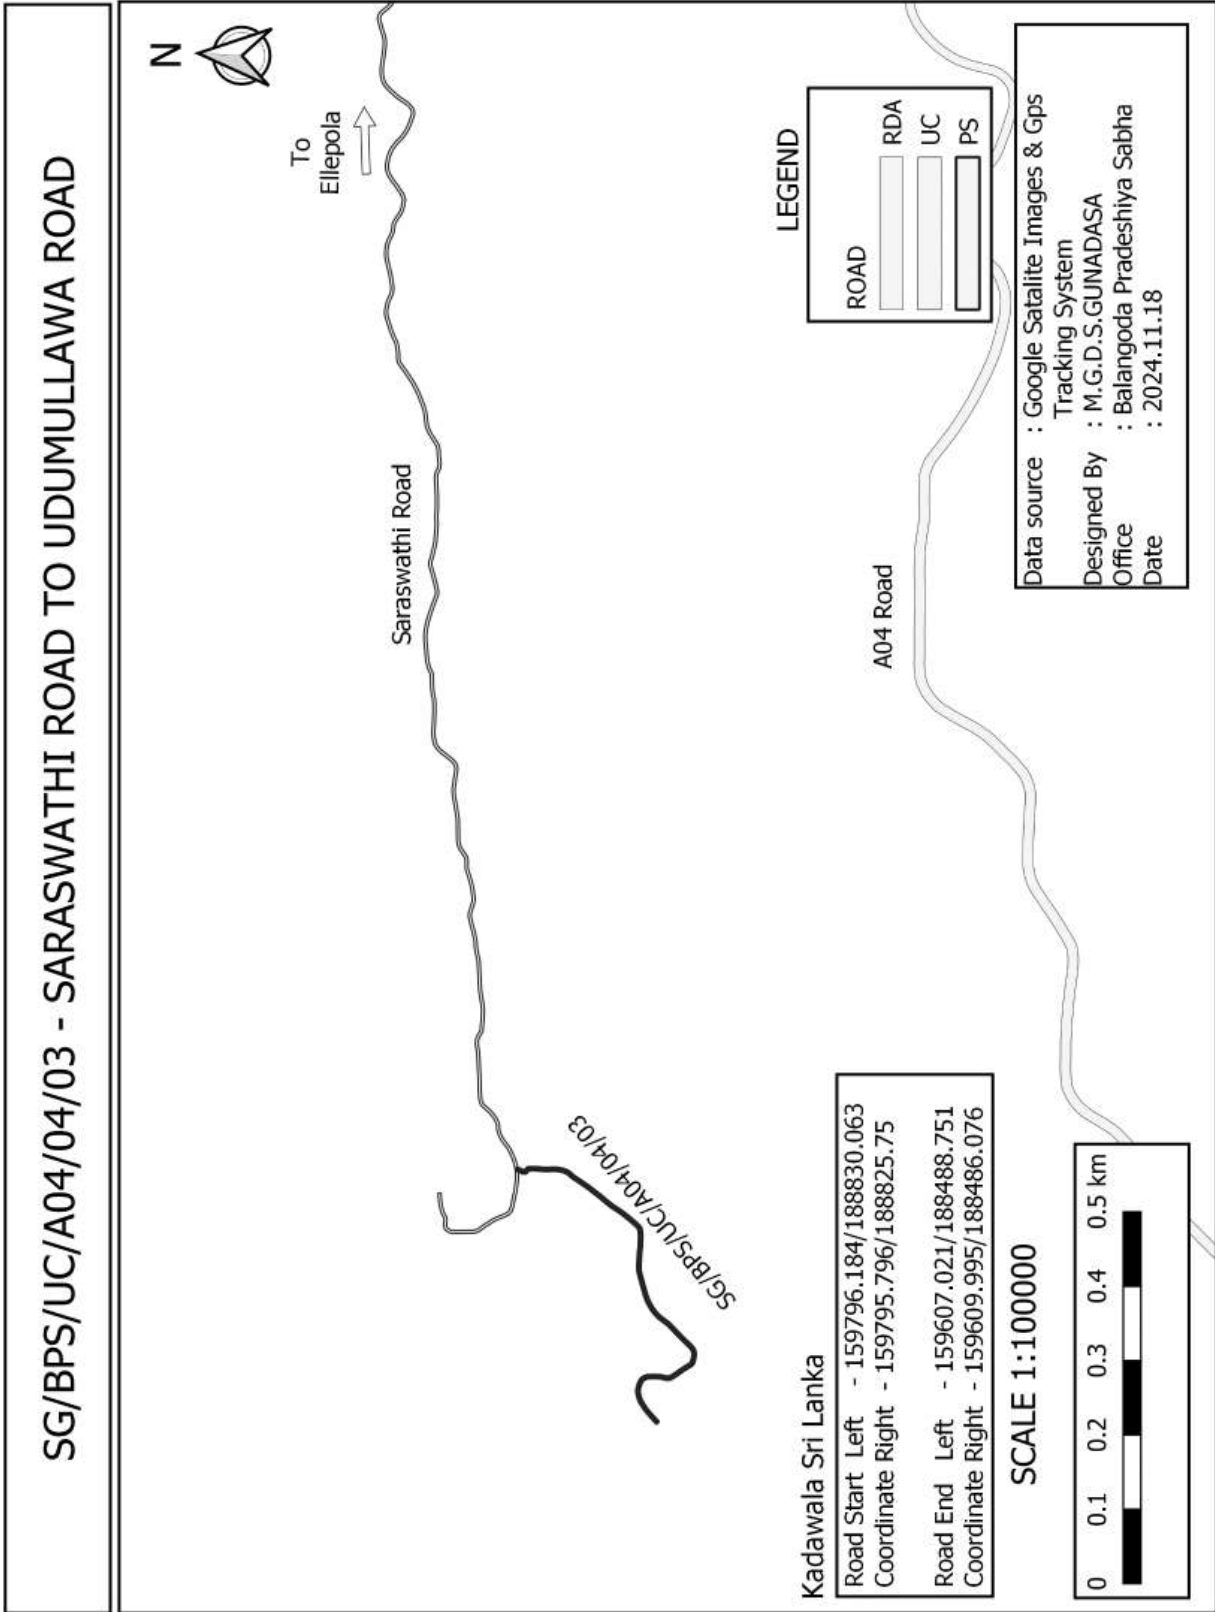 SG/BPS/UC/A04/04/03 - SARASWATHI ROAD TO UDUMULLAWA ROAD
N
To
Ellepola
Saraswathi Road
SG/BPS/UC/A04/04/03
A04 Road
LEGEND
ROAD
RDA
UC
PS
Kadawala Sri Lanka
Road Start Left - 159796.184/188830.063
Coordinate Right - 159795.796/188825.75
Road End Left - 159607.021/188488.751
Coordinate Right - 159609.995/188486.076
SCALE 1:100000
0 0.1 0.2 0.3 0.4 0.5 km
Data source : Google Satalite Images & Gps
Tracking System
Designed By : M.G.D.S.GUNADASA
Office : Balangoda Pradeshiya Sabha
Date : 2024.11.18